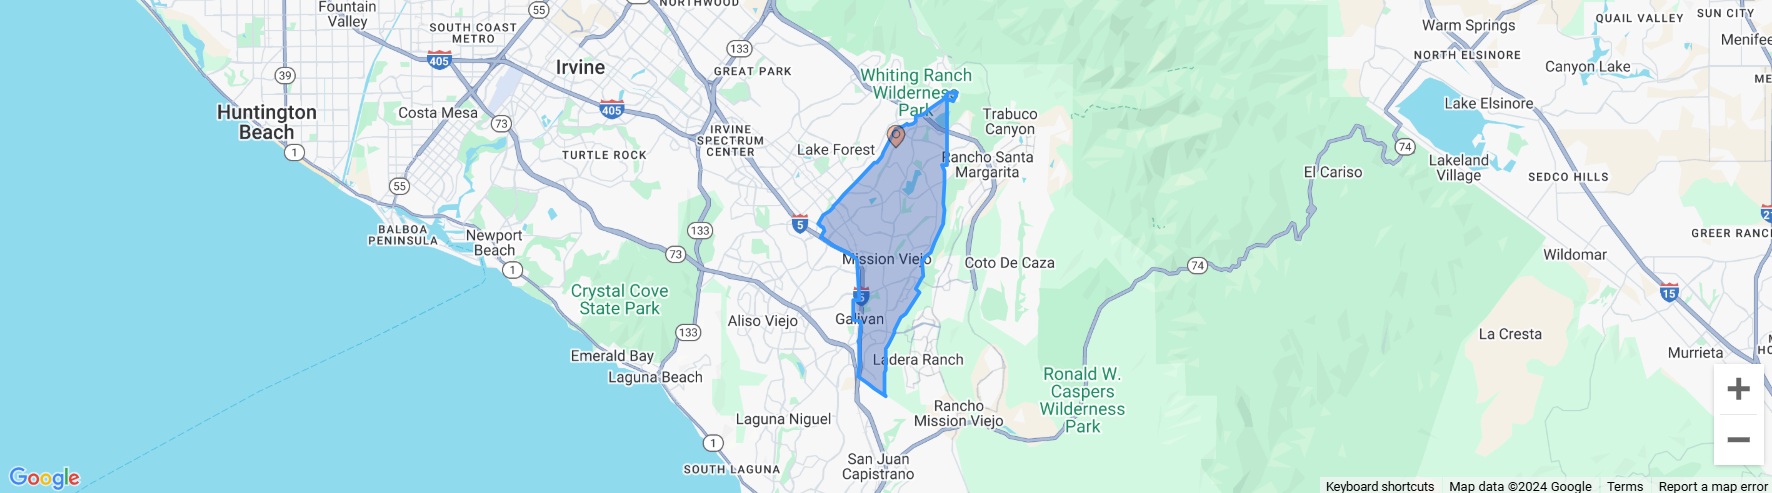 Fountain
Valley
55
NORTHWOOD
SOUTH COAST
METRO
405
133
GREAT PARK
Irvine
39
Huntington
Beach
Costa Mesa
73
405
1
55
TURTLE ROCK
IRVINE
SPECTRUM
CENTER
Lake Forest
Whiting Ranch
Wilderness
Park
Trabuco
Canyon
Rancho Santa
Margarita
BALBOA
PENINSULA
Newport
Beach
1
73
133
5
Mission Viejo
Coto De Caza
Crystal Cove
State Park
133
Aliso Viejo
5
Galivan
Emerald Bay
Laguna Beach
Ladera Ranch
Laguna Niguel
1
SOUTH LAGUNA
San Juan
Capistrano
Rancho
Mission Viejo
Ronald W.
Caspers
Wilderness
Park
74
74
El Cariso
Warm Springs
NORTH ELSINORE
QUAIL VALLEY
SUN CITY
Menifee
Canyon Lake
Lake Elsinore
Lakeland
Village
SEDCO HILLS
Wildomar
GREER RANC
15
La Cresta
Murrieta
Google
Keyboard shortcuts
Map data ©2024 Google
Terms
Report a map error